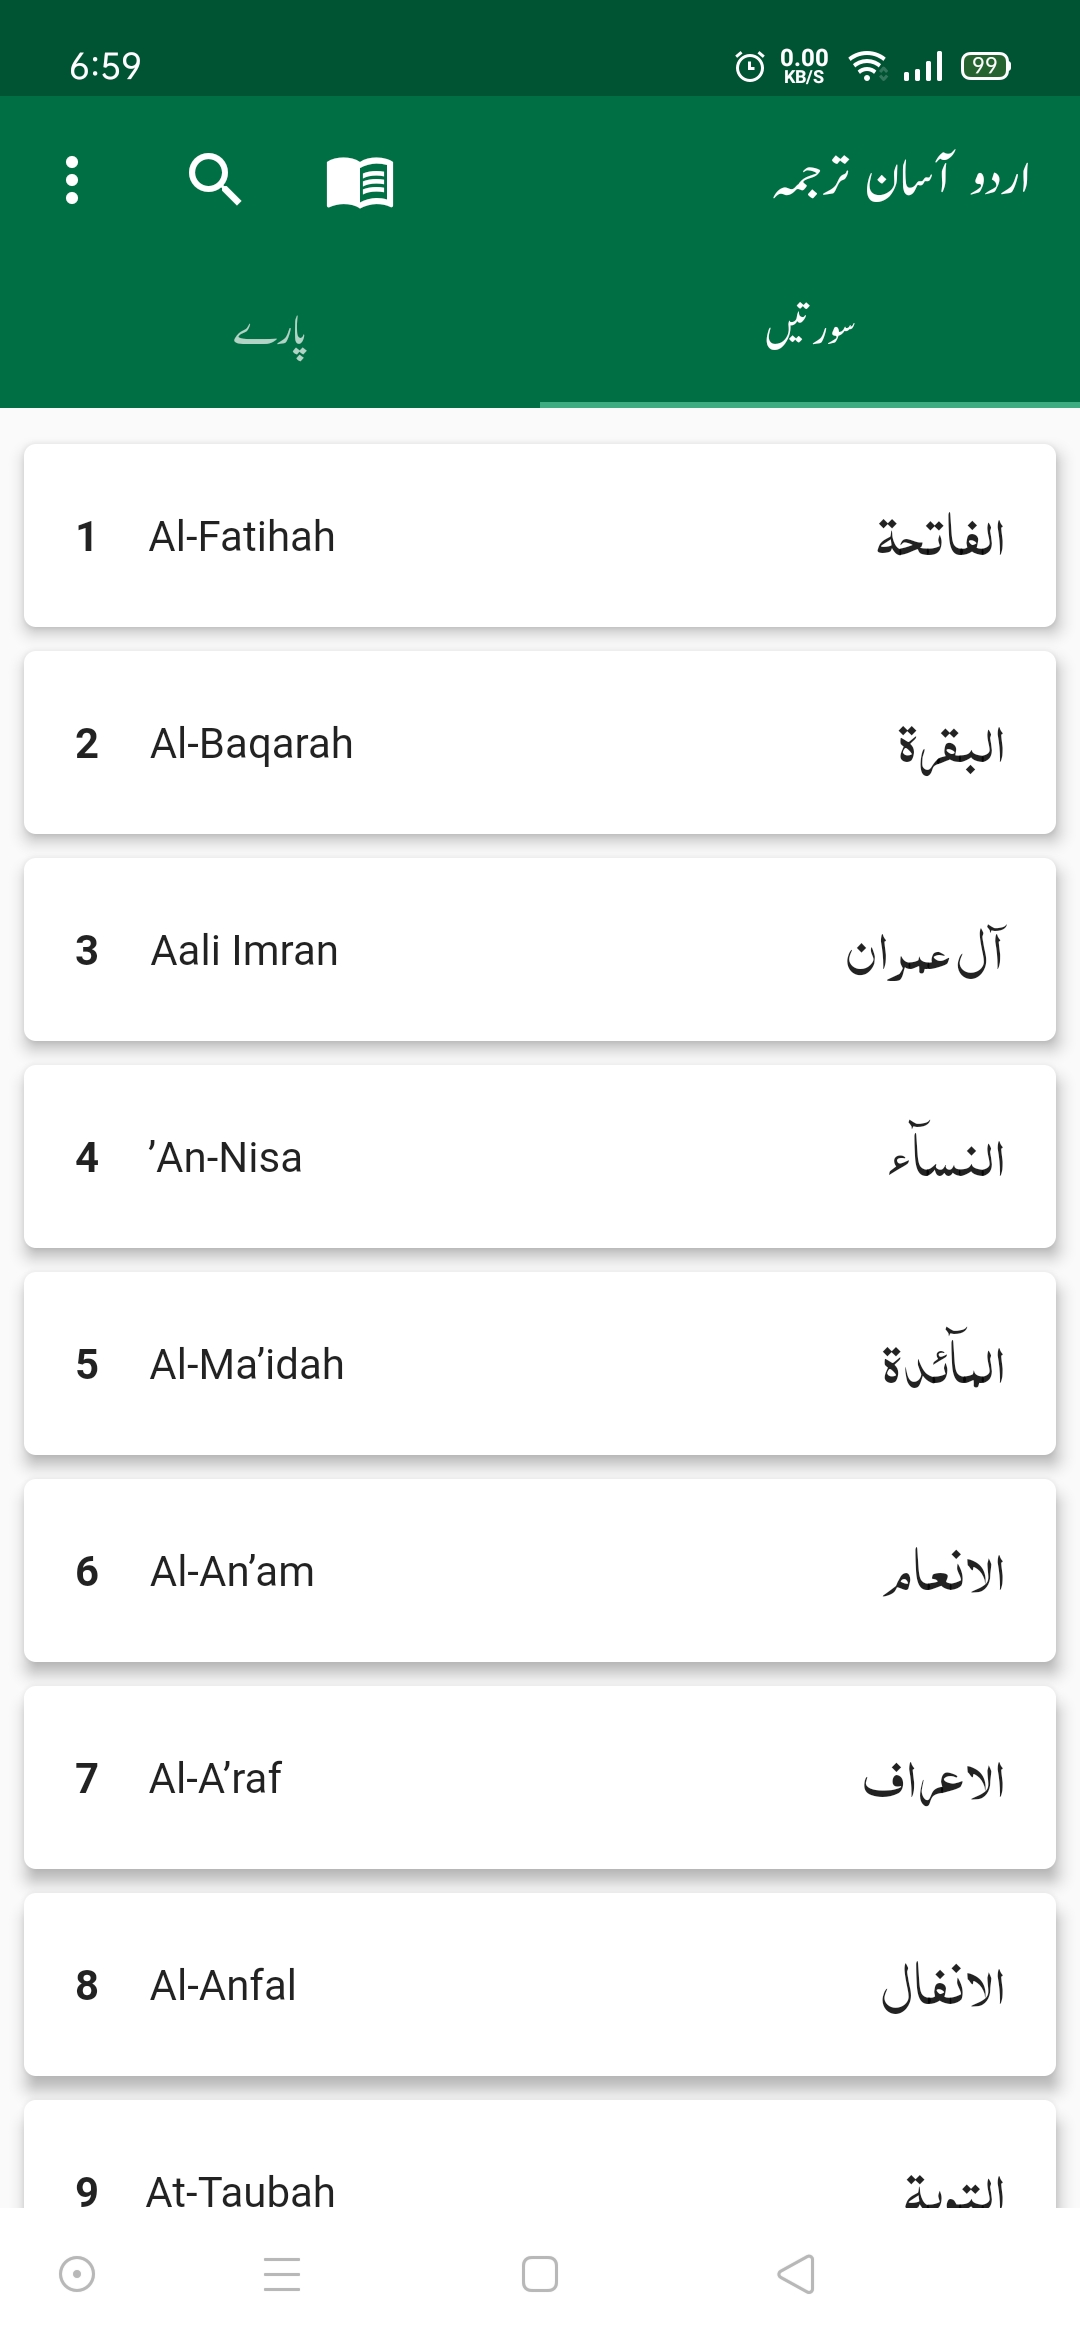 6:59 0.00 KB/S 99
اردو آسان ترجمہ
سورتیں پارے
1 Al-Fatihah الفاتحة
2 Al-Baqarah البقرة
3 Aali Imran آل عمران
4 ’An-Nisa النسآء
5 Al-Ma’idah المآئدة
6 Al-An’am الانعام
7 Al-A’raf الاعراف
8 Al-Anfal الانفال
9 At-Taubah التوبة